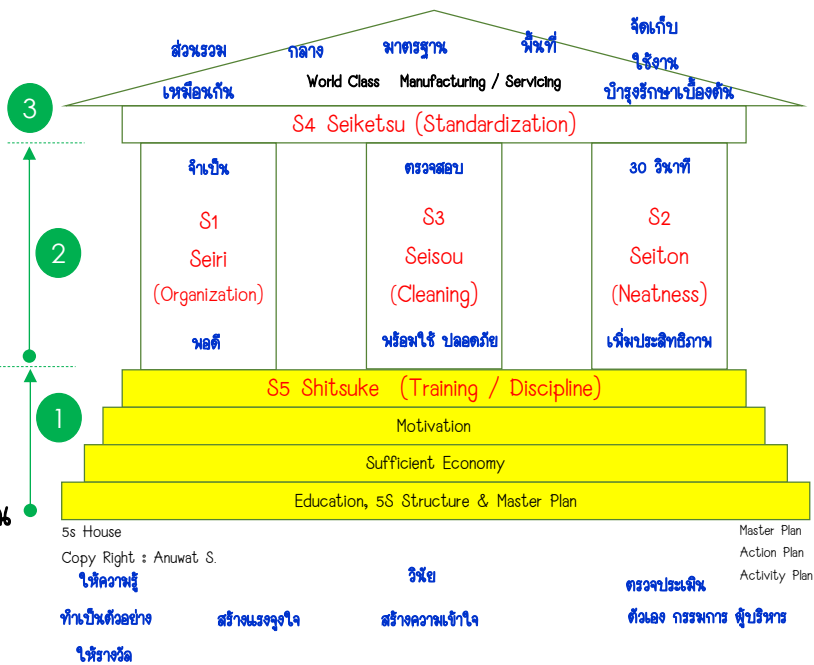 ส่วนรวม กลาง มาตรฐาน พื้นที่ จัดเก็บ
ใช้งาน
เหมือนกัน World Class Manufacturing / Servicing บำรุงรักษาเบื้องต้น
3
S4 Seiketsu (Standardization)
จำเป็น ตรวจสอบ 30 วินาที
S1 S3 S2
2
Seiri Seisou Seiton
(Organization) (Cleaning) (Neatness)
พอดี พร้อมใช้ ปลอดภัย เพิ่มประสิทธิภาพ
S5 Shitsuke (Training / Discipline)
1
Motivation
Sufficient Economy
Education, 5S Structure & Master Plan
5s House Master Plan
Copy Right : Anuwat S. Action Plan
Activity Plan
ให้ความรู้ วินัย ตรวจประเมิน
ทำเป็นตัวอย่าง สร้างแรงจูงใจ สร้างความเข้าใจ ตัวเอง กรรมการ ผู้บริหาร
ให้รางวัล